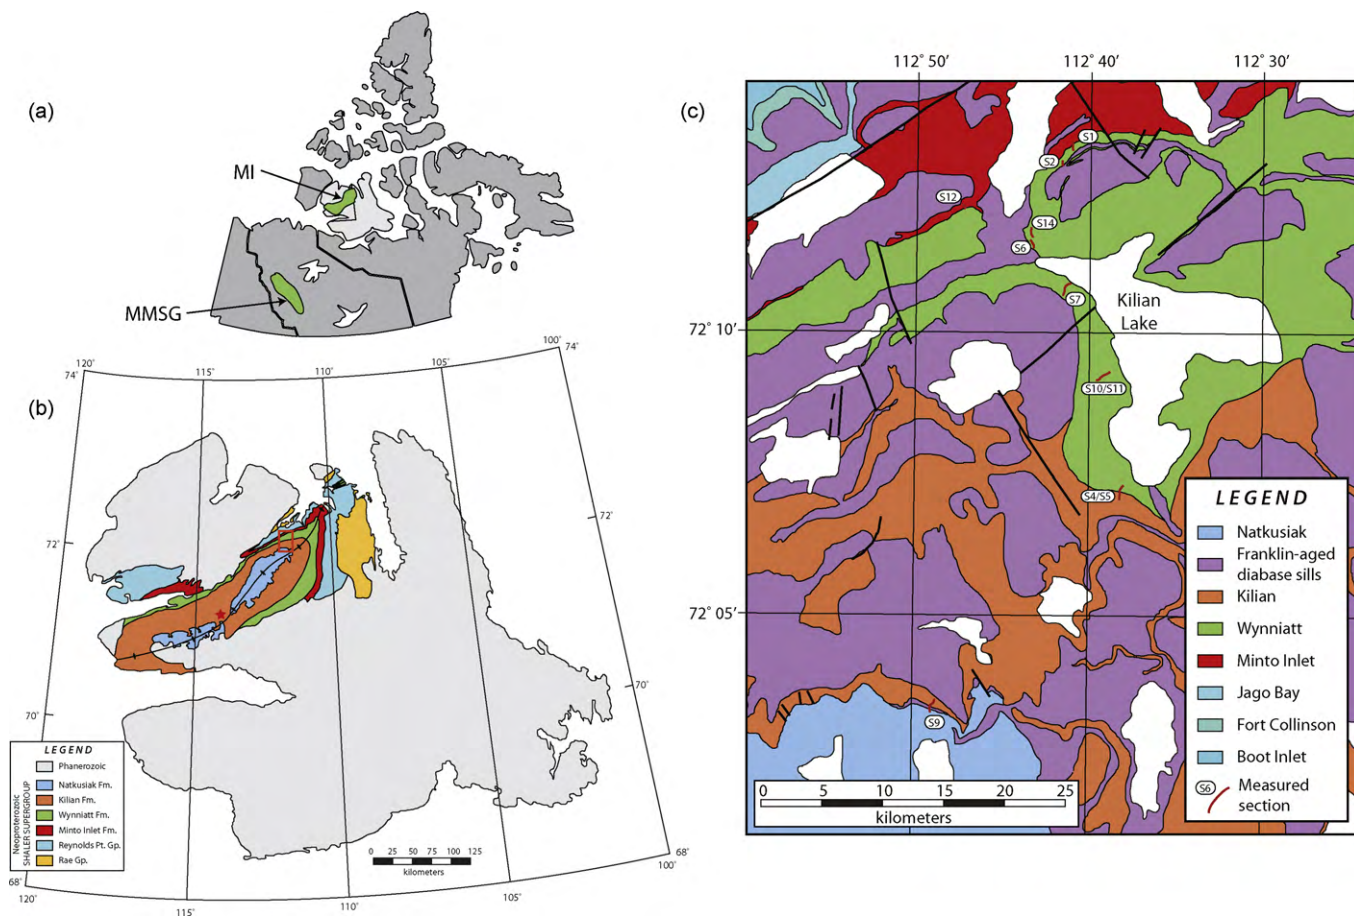 (a)
MI
MMSG
(b)
120°
115°
110°
105°
100°
74°
74°
72°
72°
70°
70°
68°
68°
120°
115°
110°
105°
100°
LEGEND
Phanerozoic
Neoproterozoic
SHALER SUPERGROUP
Natkusiak Fm.
Kilian Fm.
Wynniatt Fm.
Minto Inlet Fm.
Reynolds Pt. Gp.
Rae Gp.
0 25 50 75 100 125
kilometers
(c)
112° 50'
112° 40'
112° 30'
72° 10'
72° 05'
S1
S2
S12
S14
S6
S7
Kilian
Lake
S10/S11
S4/S5
S9
0 5 10 15 20 25
kilometers
LEGEND
Natkusiak
Franklin-aged
diabase sills
Kilian
Wynniatt
Minto Inlet
Jago Bay
Fort Collinson
Boot Inlet
S6 Measured
section